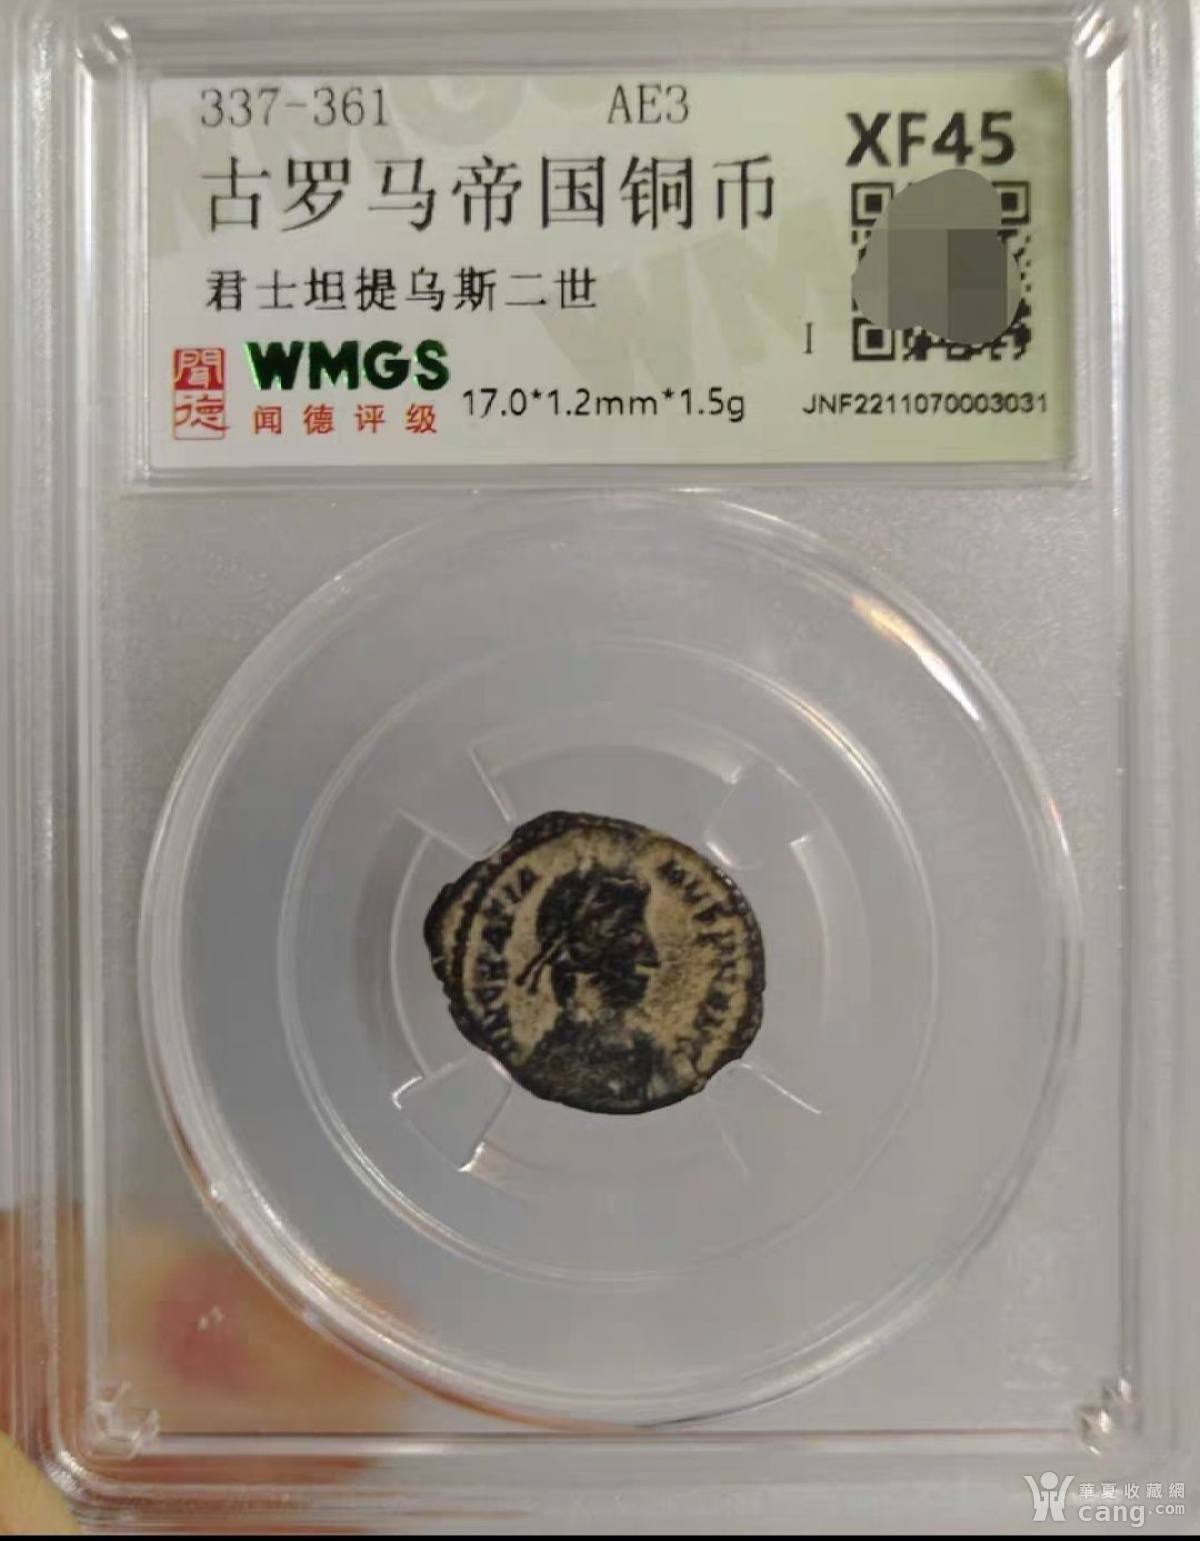 337-361 AE3
XF45
古罗马帝国铜币
君士坦提乌斯二世
I
聞德
WMGS
闻德评级
17.0*1.2mm*1.5g
JNF2211070003031
華夏收藏網
cang.com